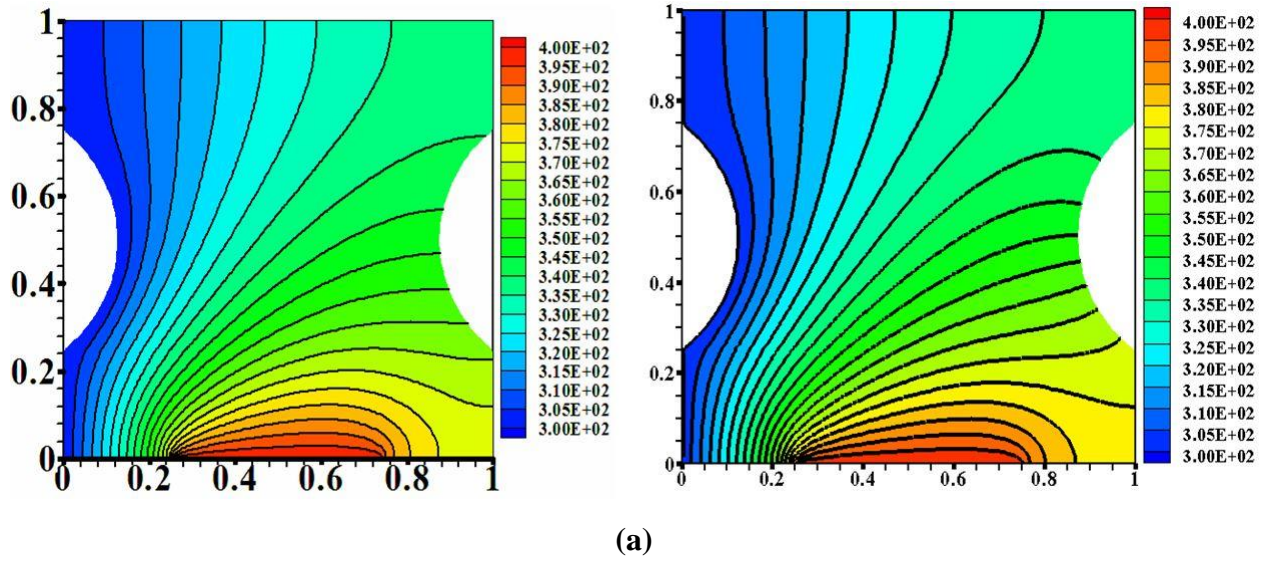 1
0.8
0.6
0.4
0.2
0
0 0.2 0.4 0.6 0.8 1
4.00E+02
3.95E+02
3.90E+02
3.85E+02
3.80E+02
3.75E+02
3.70E+02
3.65E+02
3.60E+02
3.55E+02
3.50E+02
3.45E+02
3.40E+02
3.35E+02
3.30E+02
3.25E+02
3.20E+02
3.15E+02
3.10E+02
3.05E+02
3.00E+02
1
0.8
0.6
0.4
0.2
0
0 0.2 0.4 0.6 0.8 1
4.00E+02
3.95E+02
3.90E+02
3.85E+02
3.80E+02
3.75E+02
3.70E+02
3.65E+02
3.60E+02
3.55E+02
3.50E+02
3.45E+02
3.40E+02
3.35E+02
3.30E+02
3.25E+02
3.20E+02
3.15E+02
3.10E+02
3.05E+02
3.00E+02
(a)